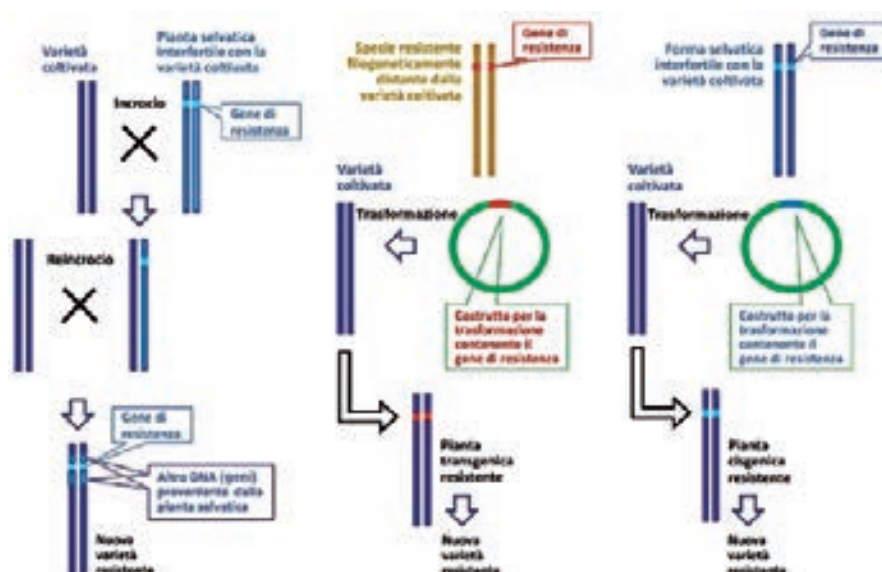 Varietà
coltivata
Pianta selvatica
interfertile con la
varietà coltivata
Incrocio
Gene di
resistenza
Reincrocio
Gene di
resistenza
Altro DNA (geni)
proveniente dalla
pianta selvatica
Nuova
varietà
resistente
Specie resistente
filogeneticamente
distante dalla
varietà coltivata
Gene di
resistenza
Varietà
coltivata
Trasformazione
Costrutto per la
trasformazione
contenente il
gene di resistenza
Pianta
transgenica
resistente
Nuova
varietà
resistente
Forma selvatica
interfertile con la
varietà coltivata
Gene di
resistenza
Varietà
coltivata
Trasformazione
Costrutto per la
trasformazione
contenente il
gene di resistenza
Pianta
cisgenica
resistente
Nuova
varietà
resistente